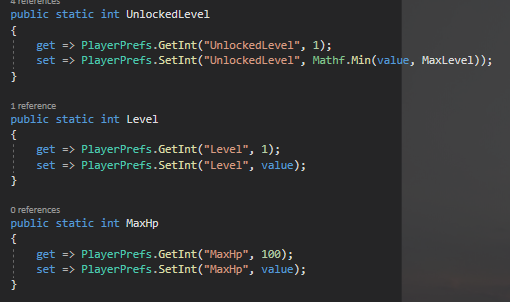 4 references
public static int UnlockedLevel
{
get => PlayerPrefs.GetInt("UnlockedLevel", 1);
set => PlayerPrefs.SetInt("UnlockedLevel", Mathf.Min(value, MaxLevel));
}
1 reference
public static int Level
{
get => PlayerPrefs.GetInt("Level", 1);
set => PlayerPrefs.SetInt("Level", value);
}
0 references
public static int MaxHp
{
get => PlayerPrefs.GetInt("MaxHp", 100);
set => PlayerPrefs.SetInt("MaxHp", value);
}